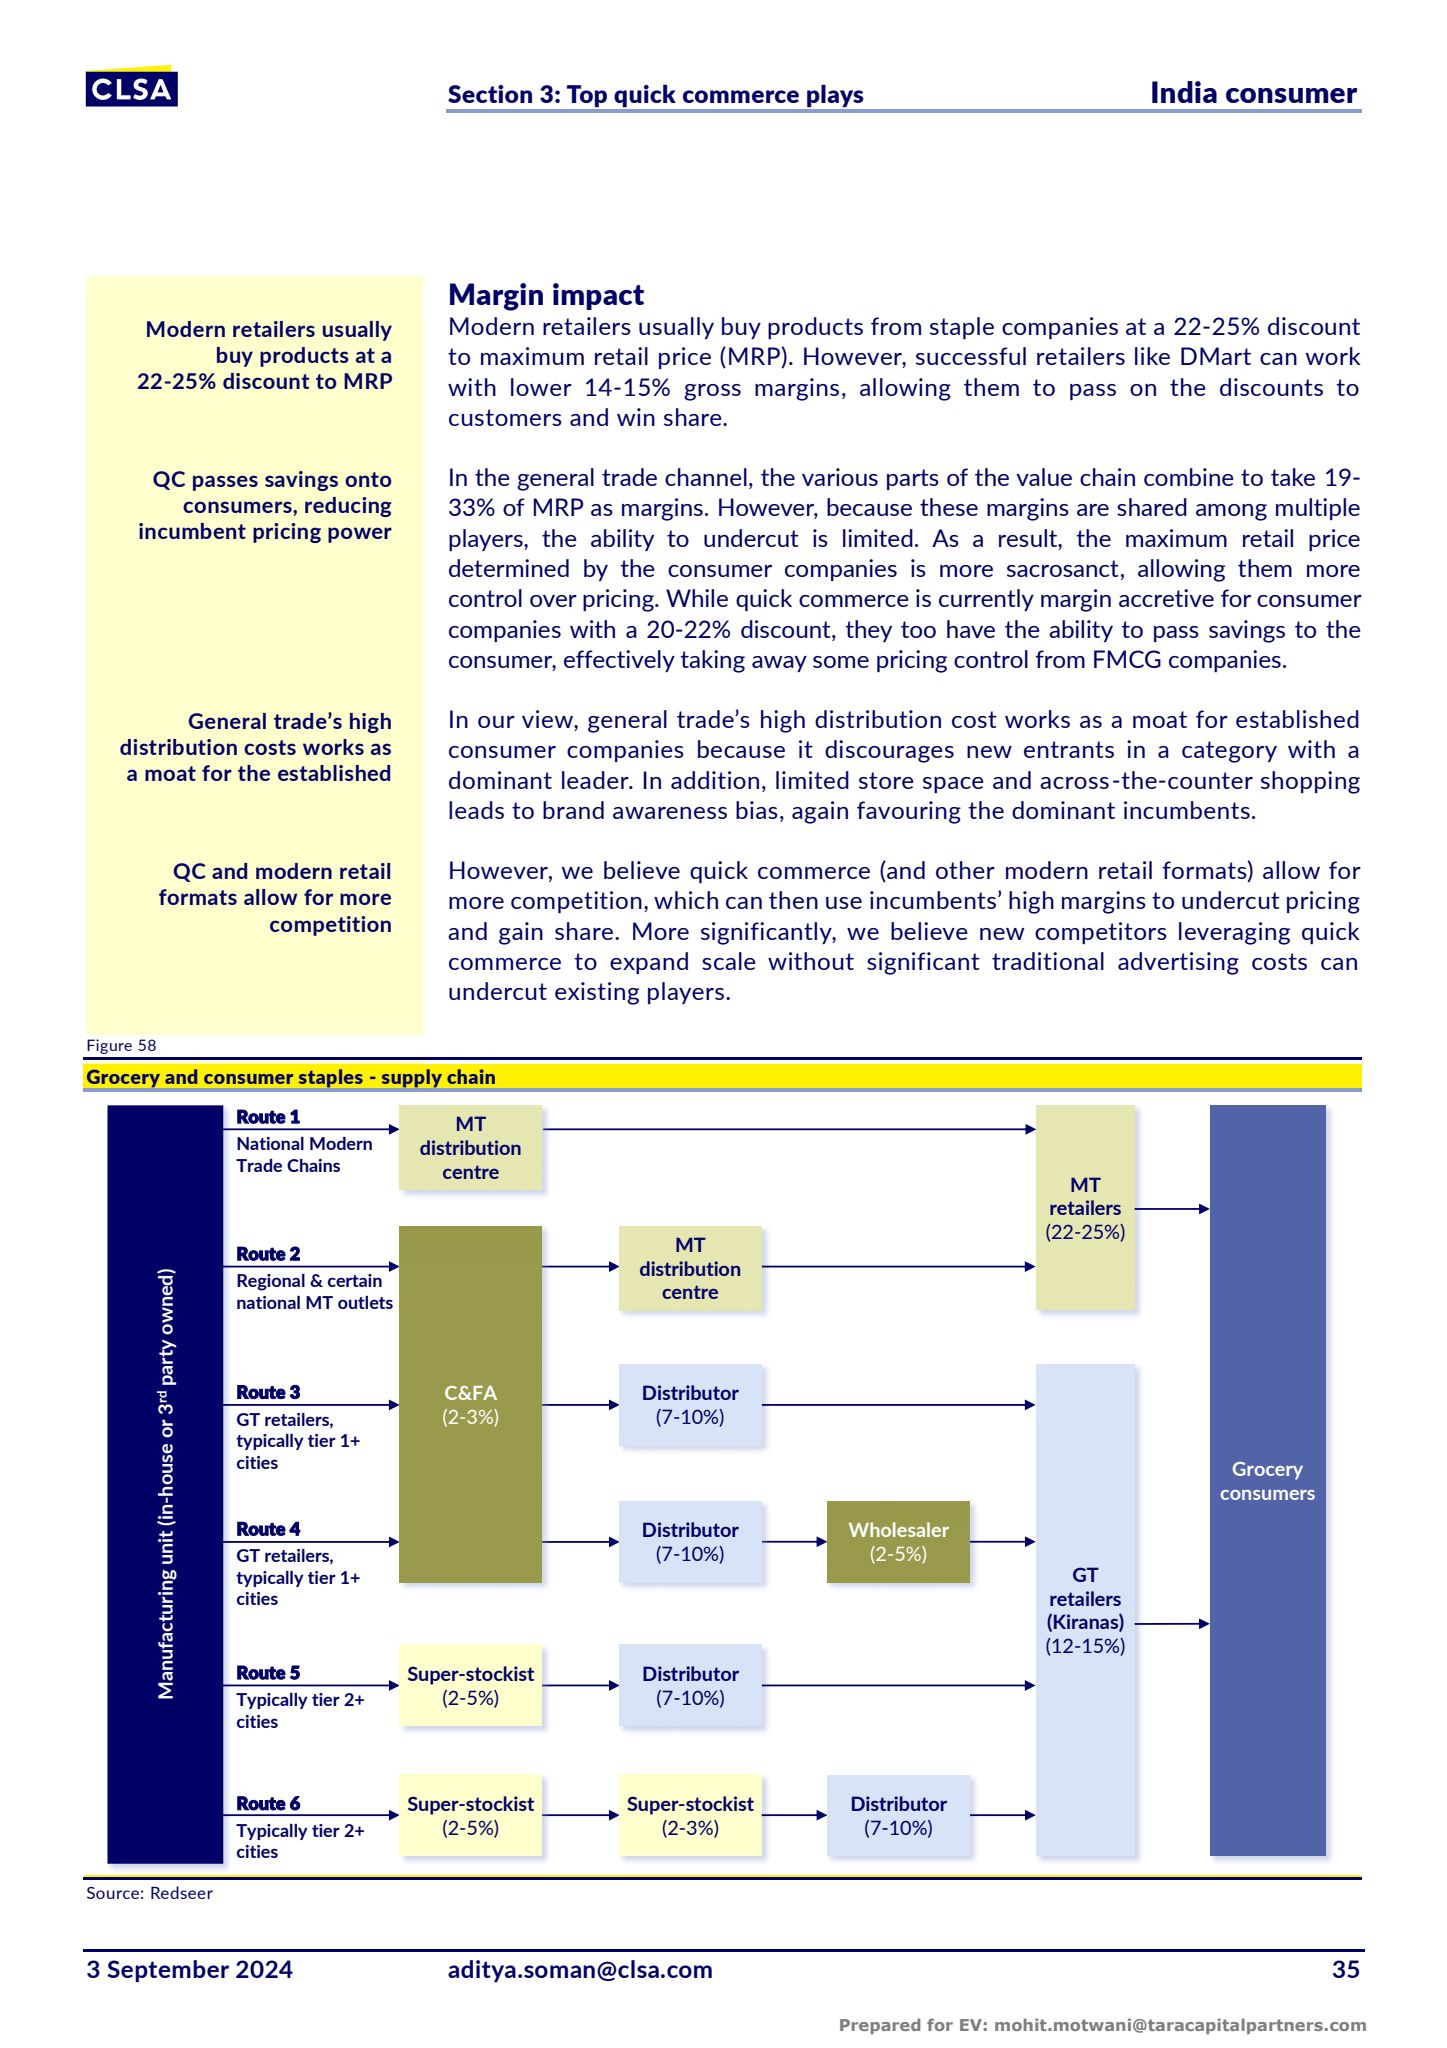 CLSA
Section 3: Top quick commerce plays
India consumer
Modern retailers usually
buy products at a
22-25% discount to MRP
QC passes savings onto
consumers, reducing
incumbent pricing power
General trade’s high
distribution costs works as
a moat for the established
QC and modern retail
formats allow for more
competition
Margin impact
Modern retailers usually buy products from staple companies at a 22-25% discount
to maximum retail price (MRP). However, successful retailers like DMart can work
with lower 14-15% gross margins, allowing them to pass on the discounts to
customers and win share.
In the general trade channel, the various parts of the value chain combine to take 19-
33% of MRP as margins. However, because these margins are shared among multiple
players, the ability to undercut is limited. As a result, the maximum retail price
determined by the consumer companies is more sacrosanct, allowing them more
control over pricing. While quick commerce is currently margin accretive for consumer
companies with a 20-22% discount, they too have the ability to pass savings to the
consumer, effectively taking away some pricing control from FMCG companies.
In our view, general trade’s high distribution cost works as a moat for established
consumer companies because it discourages new entrants in a category with a
dominant leader. In addition, limited store space and across-the-counter shopping
leads to brand awareness bias, again favouring the dominant incumbents.
However, we believe quick commerce (and other modern retail formats) allow for
more competition, which can then use incumbents’ high margins to undercut pricing
and gain share. More significantly, we believe new competitors leveraging quick
commerce to expand scale without significant traditional advertising costs can
undercut existing players.
Figure 58
Grocery and consumer staples - supply chain
Manufacturing unit (in-house or 3rd party owned)
Route 1
National Modern
Trade Chains
MT
distribution
centre
MT
retailers
(22-25%)
Route 2
Regional & certain
national MT outlets
C&FA
(2-3%)
MT
distribution
centre
Route 3
GT retailers,
typically tier 1+
cities
Distributor
(7-10%)
Route 4
GT retailers,
typically tier 1+
cities
Distributor
(7-10%)
Wholesaler
(2-5%)
GT
retailers
(Kiranas)
(12-15%)
Grocery
consumers
Route 5
Typically tier 2+
cities
Super-stockist
(2-5%)
Distributor
(7-10%)
Route 6
Typically tier 2+
cities
Super-stockist
(2-5%)
Super-stockist
(2-3%)
Distributor
(7-10%)
Source: Redseer
3 September 2024
aditya.soman@clsa.com
35
Prepared for EV: mohit.motwani@taracapitalpartners.com